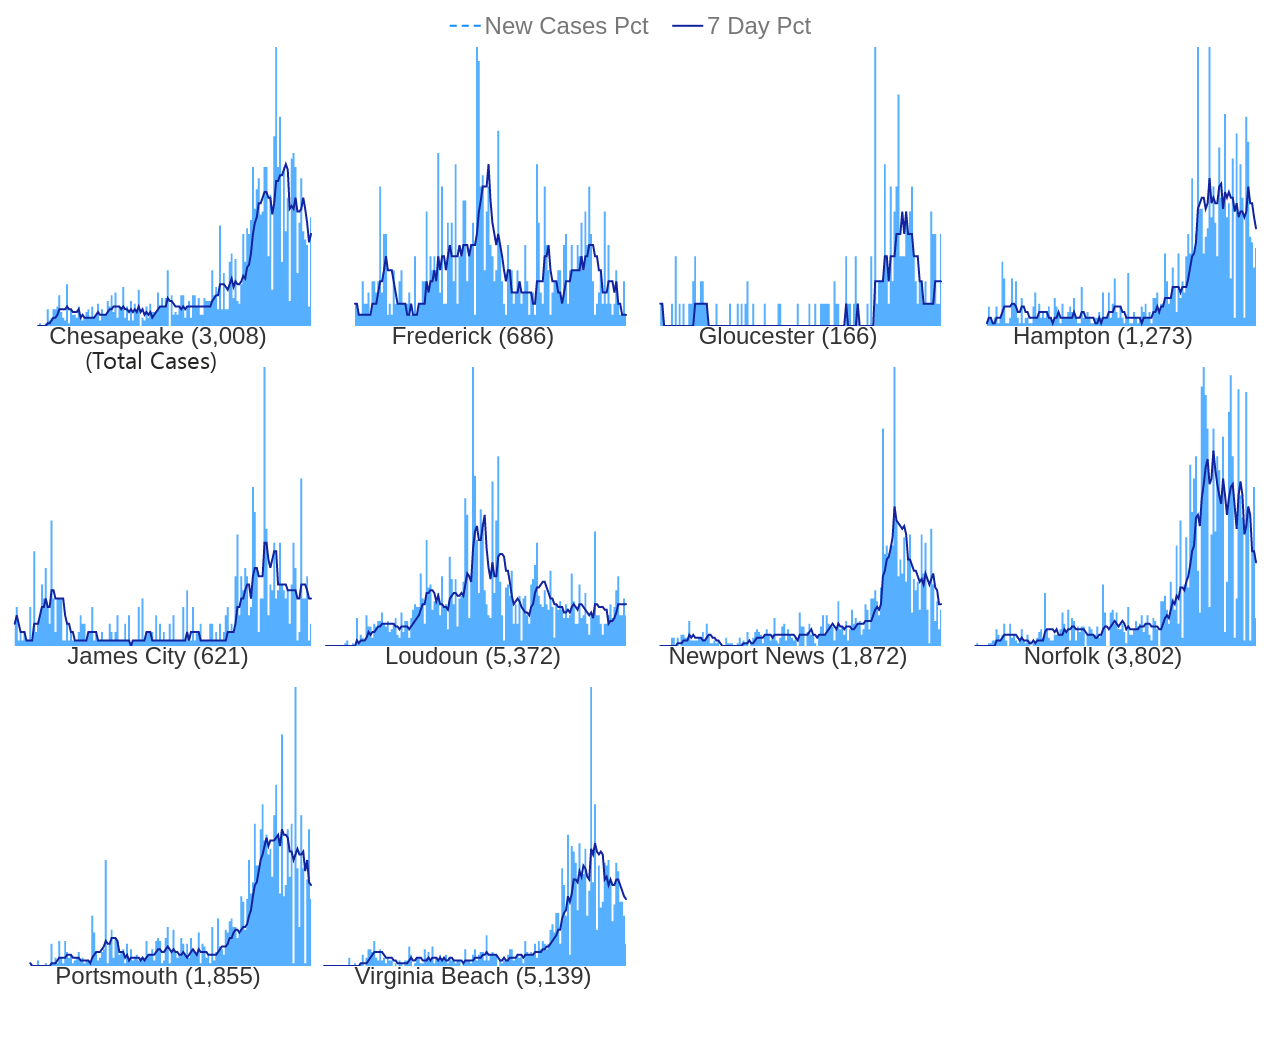 New Cases Pct 7 Day Pct
Chesapeake (3,008) Frederick (686) Gloucester (166) Hampton (1,273)
(Total Cases)
James City (621) Loudoun (5,372) Newport News (1,872) Norfolk (3,802)
Portsmouth (1,855) Virginia Beach (5,139)